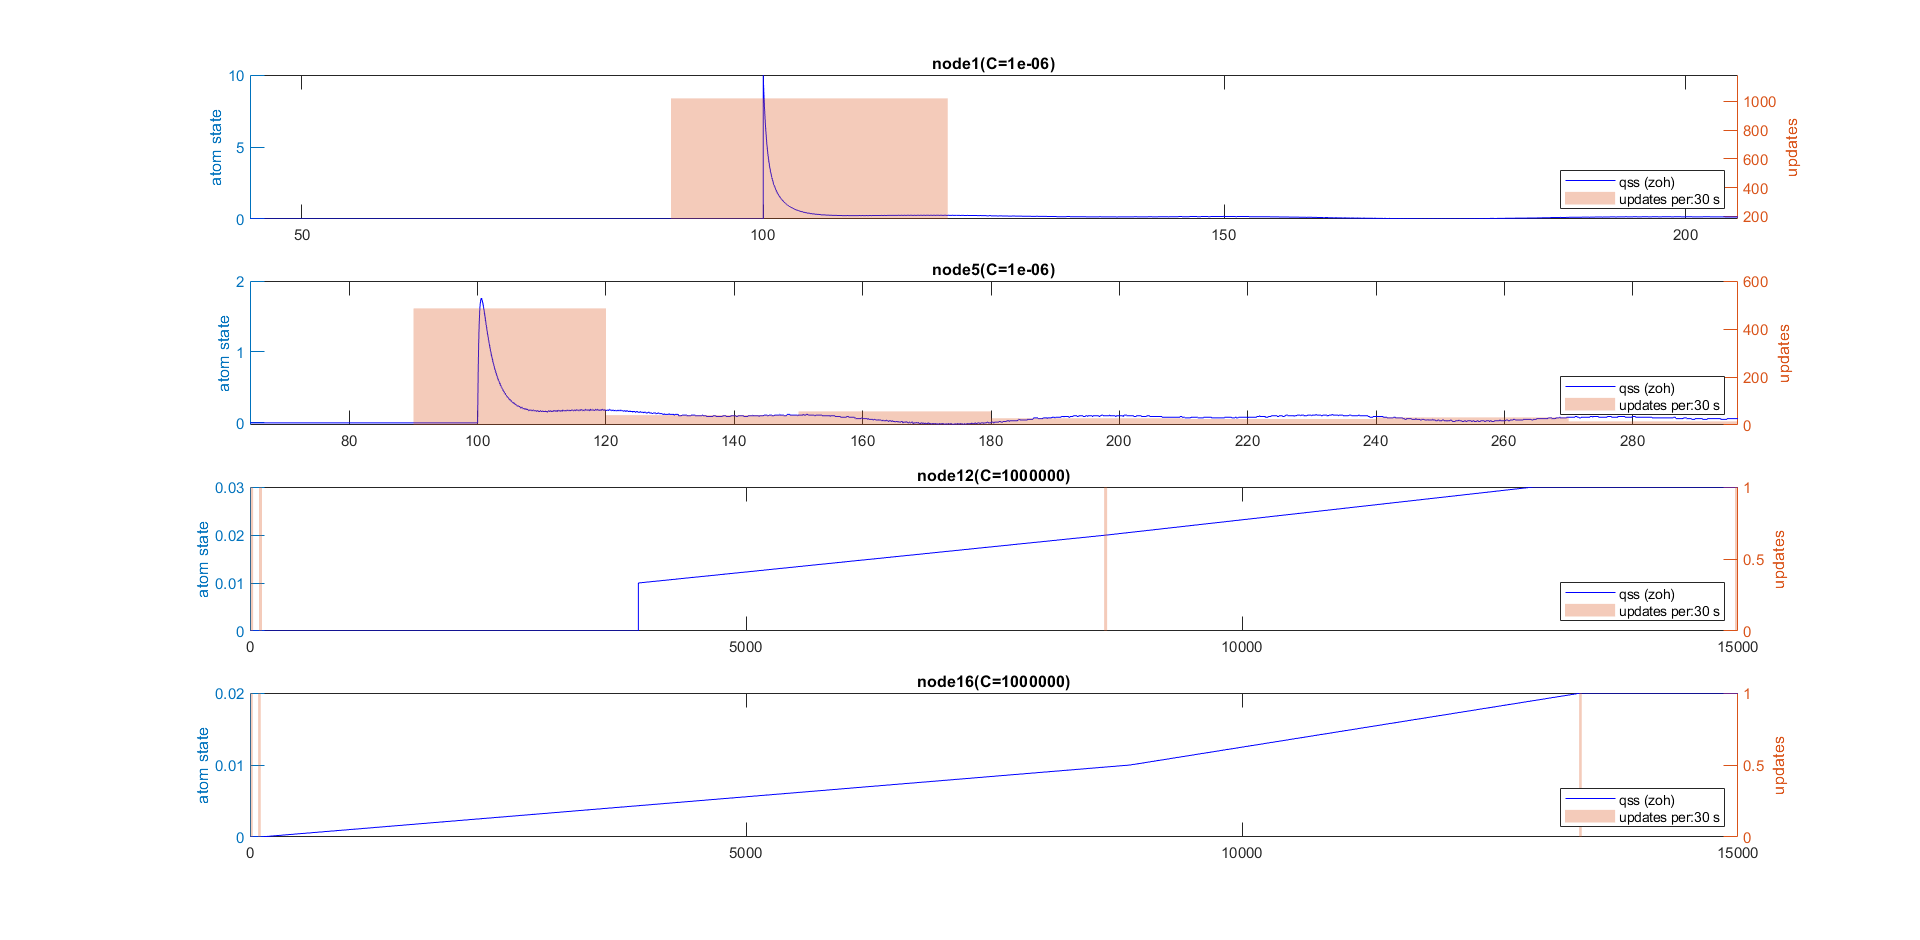 node1(C=1e-06)
10
5
0
atom state
1000
800
600
400
200
updates
qss (zoh)
updates per:30 s
50
100
150
200
node5(C=1e-06)
2
1
0
atom state
600
400
200
0
updates
qss (zoh)
updates per:30 s
80
100
120
140
160
180
200
220
240
260
280
node12(C=1000000)
0.03
0.02
0.01
0
atom state
1
0.5
0
updates
qss (zoh)
updates per:30 s
0
5000
10000
15000
node16(C=1000000)
0.02
0.01
0
atom state
1
0.5
0
updates
qss (zoh)
updates per:30 s
0
5000
10000
15000